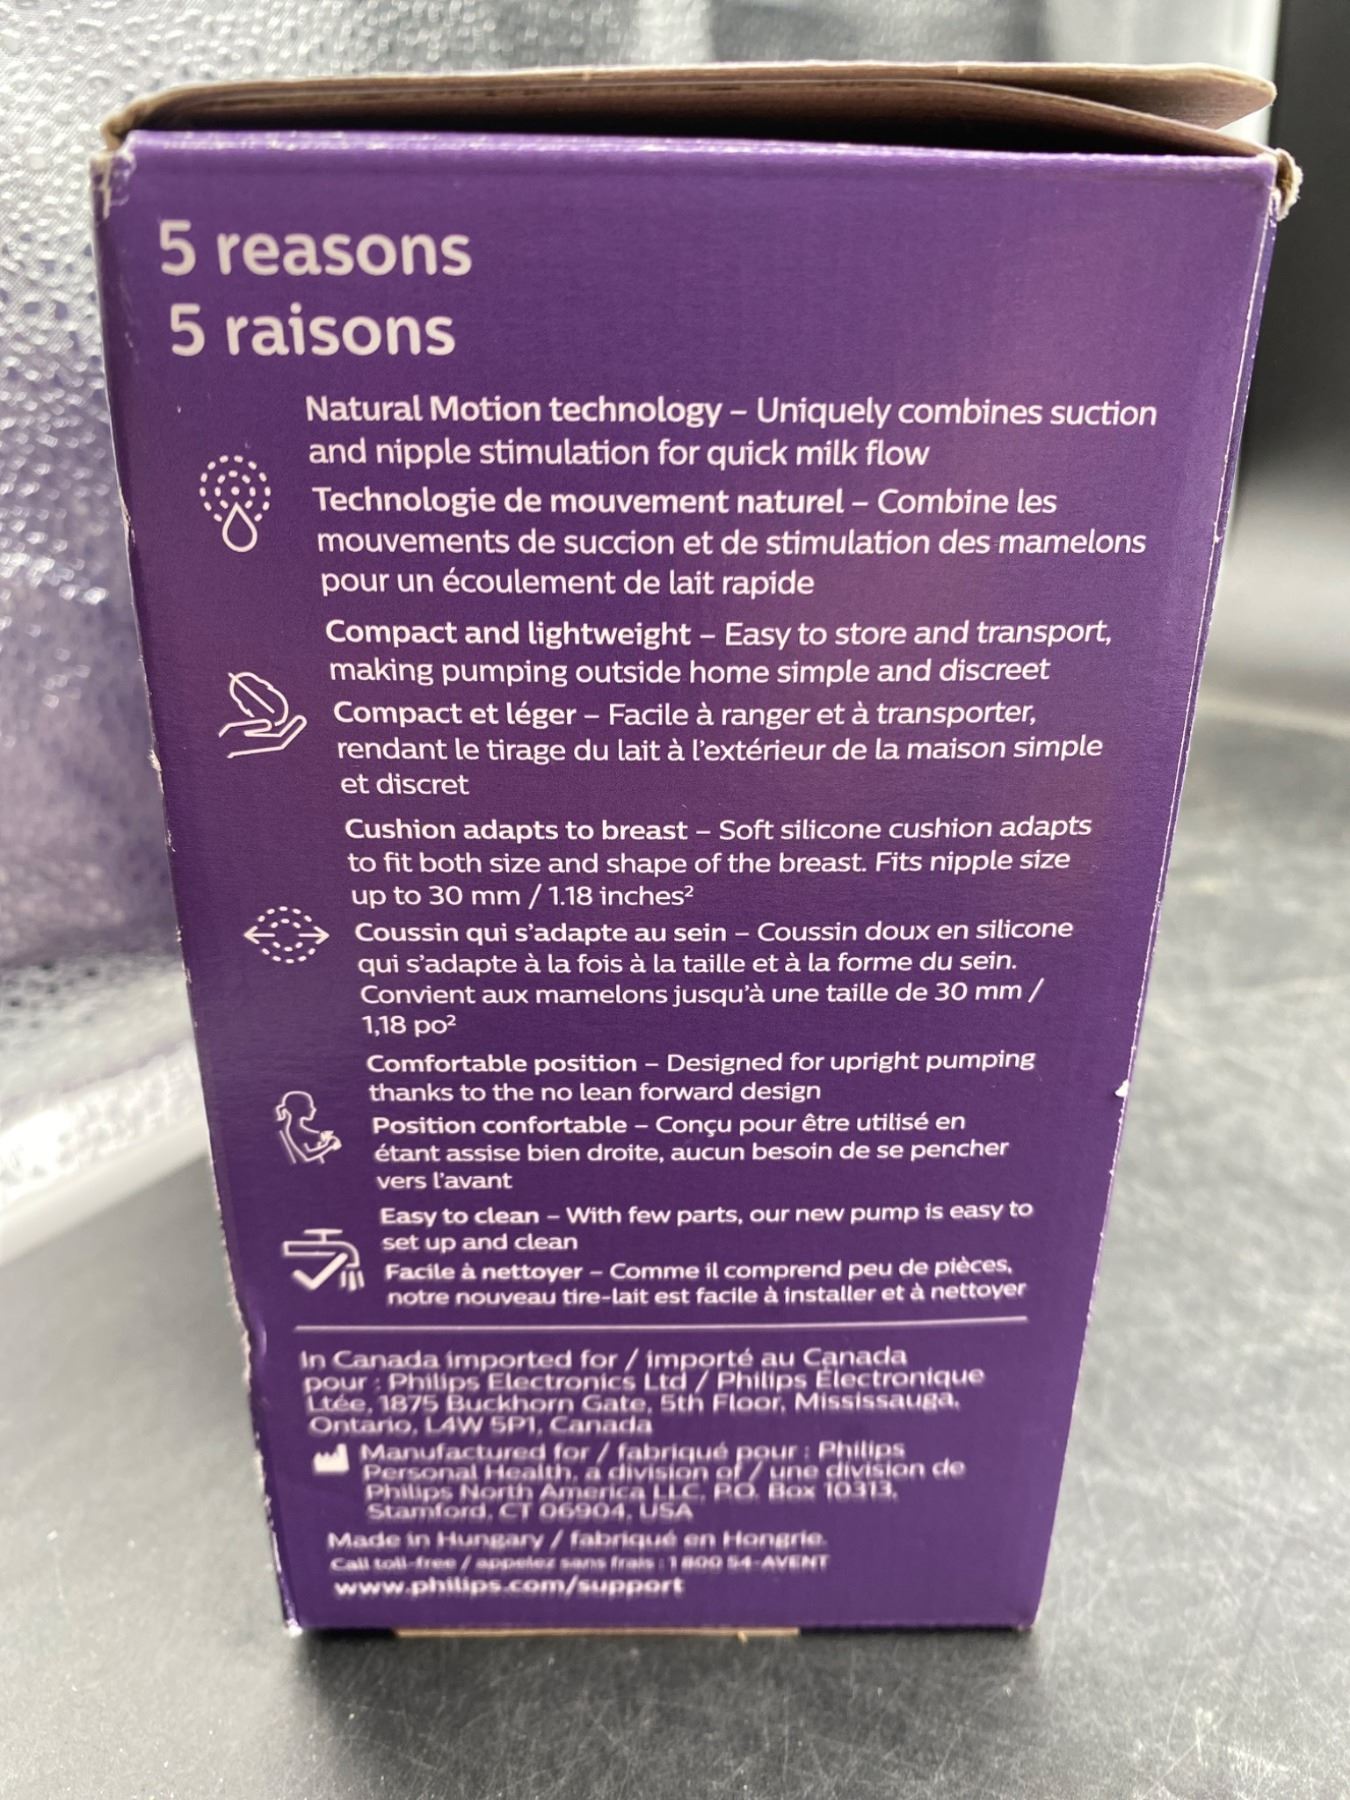 5 reasons
5 raisons
Natural Motion technology – Uniquely combines suction
and nipple stimulation for quick milk flow
Technologie de mouvement naturel – Combine les
mouvements de succion et de stimulation des mamelons
pour un écoulement de lait rapide
Compact and lightweight – Easy to store and transport,
making pumping outside home simple and discreet
Compact et léger – Facile à ranger et à transporter,
rendant le tirage du lait à l'extérieur de la maison simple
et discret
Cushion adapts to breast – Soft silicone cushion adapts
to fit both size and shape of the breast. Fits nipple size
up to 30 mm / 1.18 inches²
Coussin qui s'adapte au sein – Coussin doux en silicone
qui s'adapte à la fois à la taille et à la forme du sein.
Convient aux mamelons jusqu'à une taille de 30 mm /
1,18 po²
Comfortable position – Designed for upright pumping
thanks to the no lean forward design
Position confortable – Conçu pour être utilisé en
étant assise bien droite, aucun besoin de se pencher
vers l'avant
Easy to clean – With few parts, our new pump is easy to
set up and clean
Facile à nettoyer – Comme il comprend peu de pièces,
notre nouveau tire-lait est facile à installer et à nettoyer
In Canada imported for / importé au Canada
pour : Philips Electronics Ltd / Philips Électronique
Ltée, 1875 Buckhorn Gate, 5th Floor, Mississauga,
Ontario, L4W 5P1, Canada
Manufactured for / fabriqué pour : Philips
Personal Health, a division of / une division de
Philips North America LLC, P.O. Box 10313,
Stamford, CT 06904, USA
Made in Hungary / fabriqué en Hongrie.
Call toll-free / appelez sans frais : 1 800 54-AVENT
www.philips.com/support